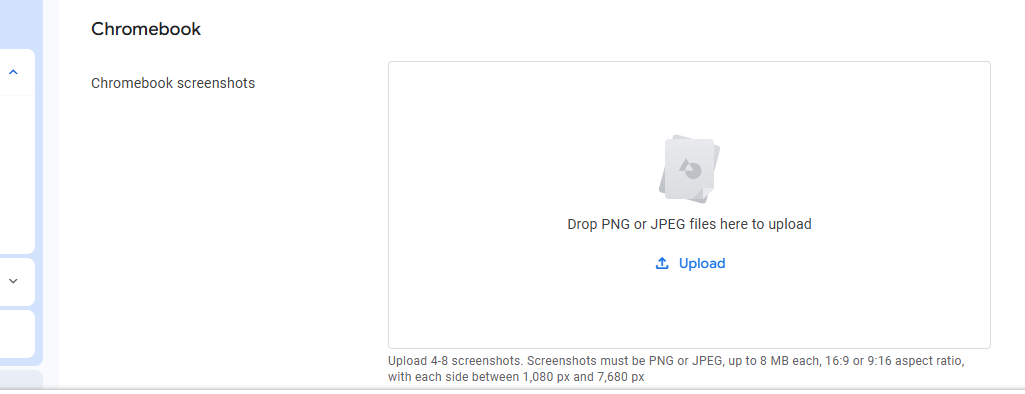 Chromebook
Chromebook screenshots
Drop PNG or JPEG files here to upload
Upload
Upload 4-8 screenshots. Screenshots must be PNG or JPEG, up to 8 MB each, 16:9 or 9:16 aspect ratio,
with each side between 1,080 px and 7,680 px